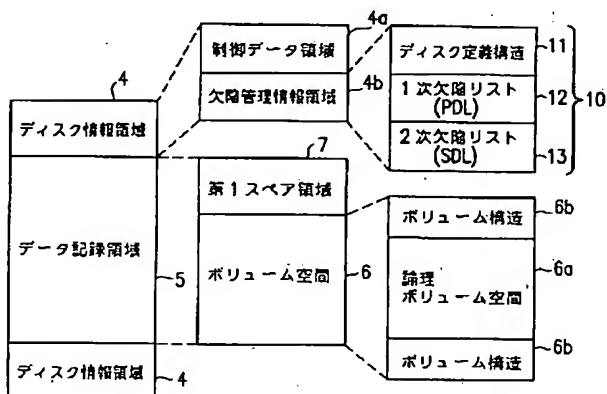 4
ディスク情報領域
データ記録領域
5
ディスク情報領域
4
4a
制御データ領域
欠陥管理情報領域
4b
7
第1スペア領域
ボリューム空間
6
ディスク定義構造
11
1次欠陥リスト
(PDL)
12
2次欠陥リスト
(SDL)
13
10
ボリューム構造
6b
論理
ボリューム空間
6a
ボリューム構造
6b